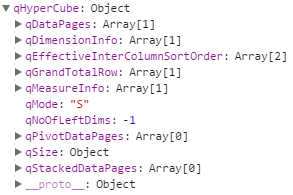 ▼ qHyperCube: Object
▶ qDataPages: Array[1]
▶ qDimensionInfo: Array[1]
▶ qEffectiveInterColumnSortOrder: Array[2]
▶ qGrandTotalRow: Array[1]
▶ qMeasureInfo: Array[1]
qMode: "S"
qNoOfLeftDims: -1
▶ qPivotDataPages: Array[0]
▶ qSize: Object
▶ qStackedDataPages: Array[0]
▶ __proto__: Object